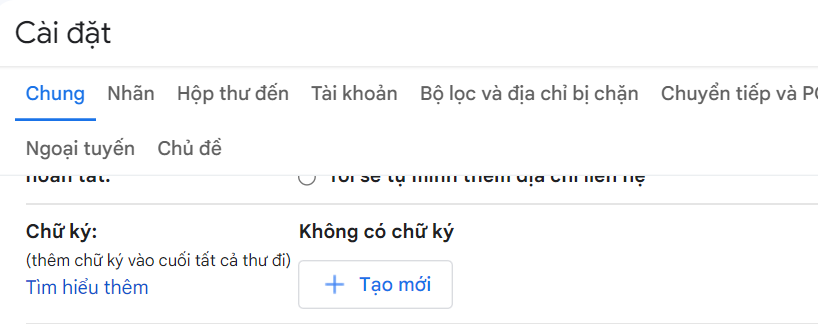 Cài đặt
Chung Nhãn Hộp thư đến Tài khoản Bộ lọc và địa chỉ bị chặn Chuyển tiếp và
Ngoại tuyến Chủ đề
hoàn tất: Tôi sẽ tự mình thêm địa chỉ liên hệ
Chữ ký: Không có chữ ký
(thêm chữ ký vào cuối tất cả thư đi)
Tìm hiểu thêm
+ Tạo mới